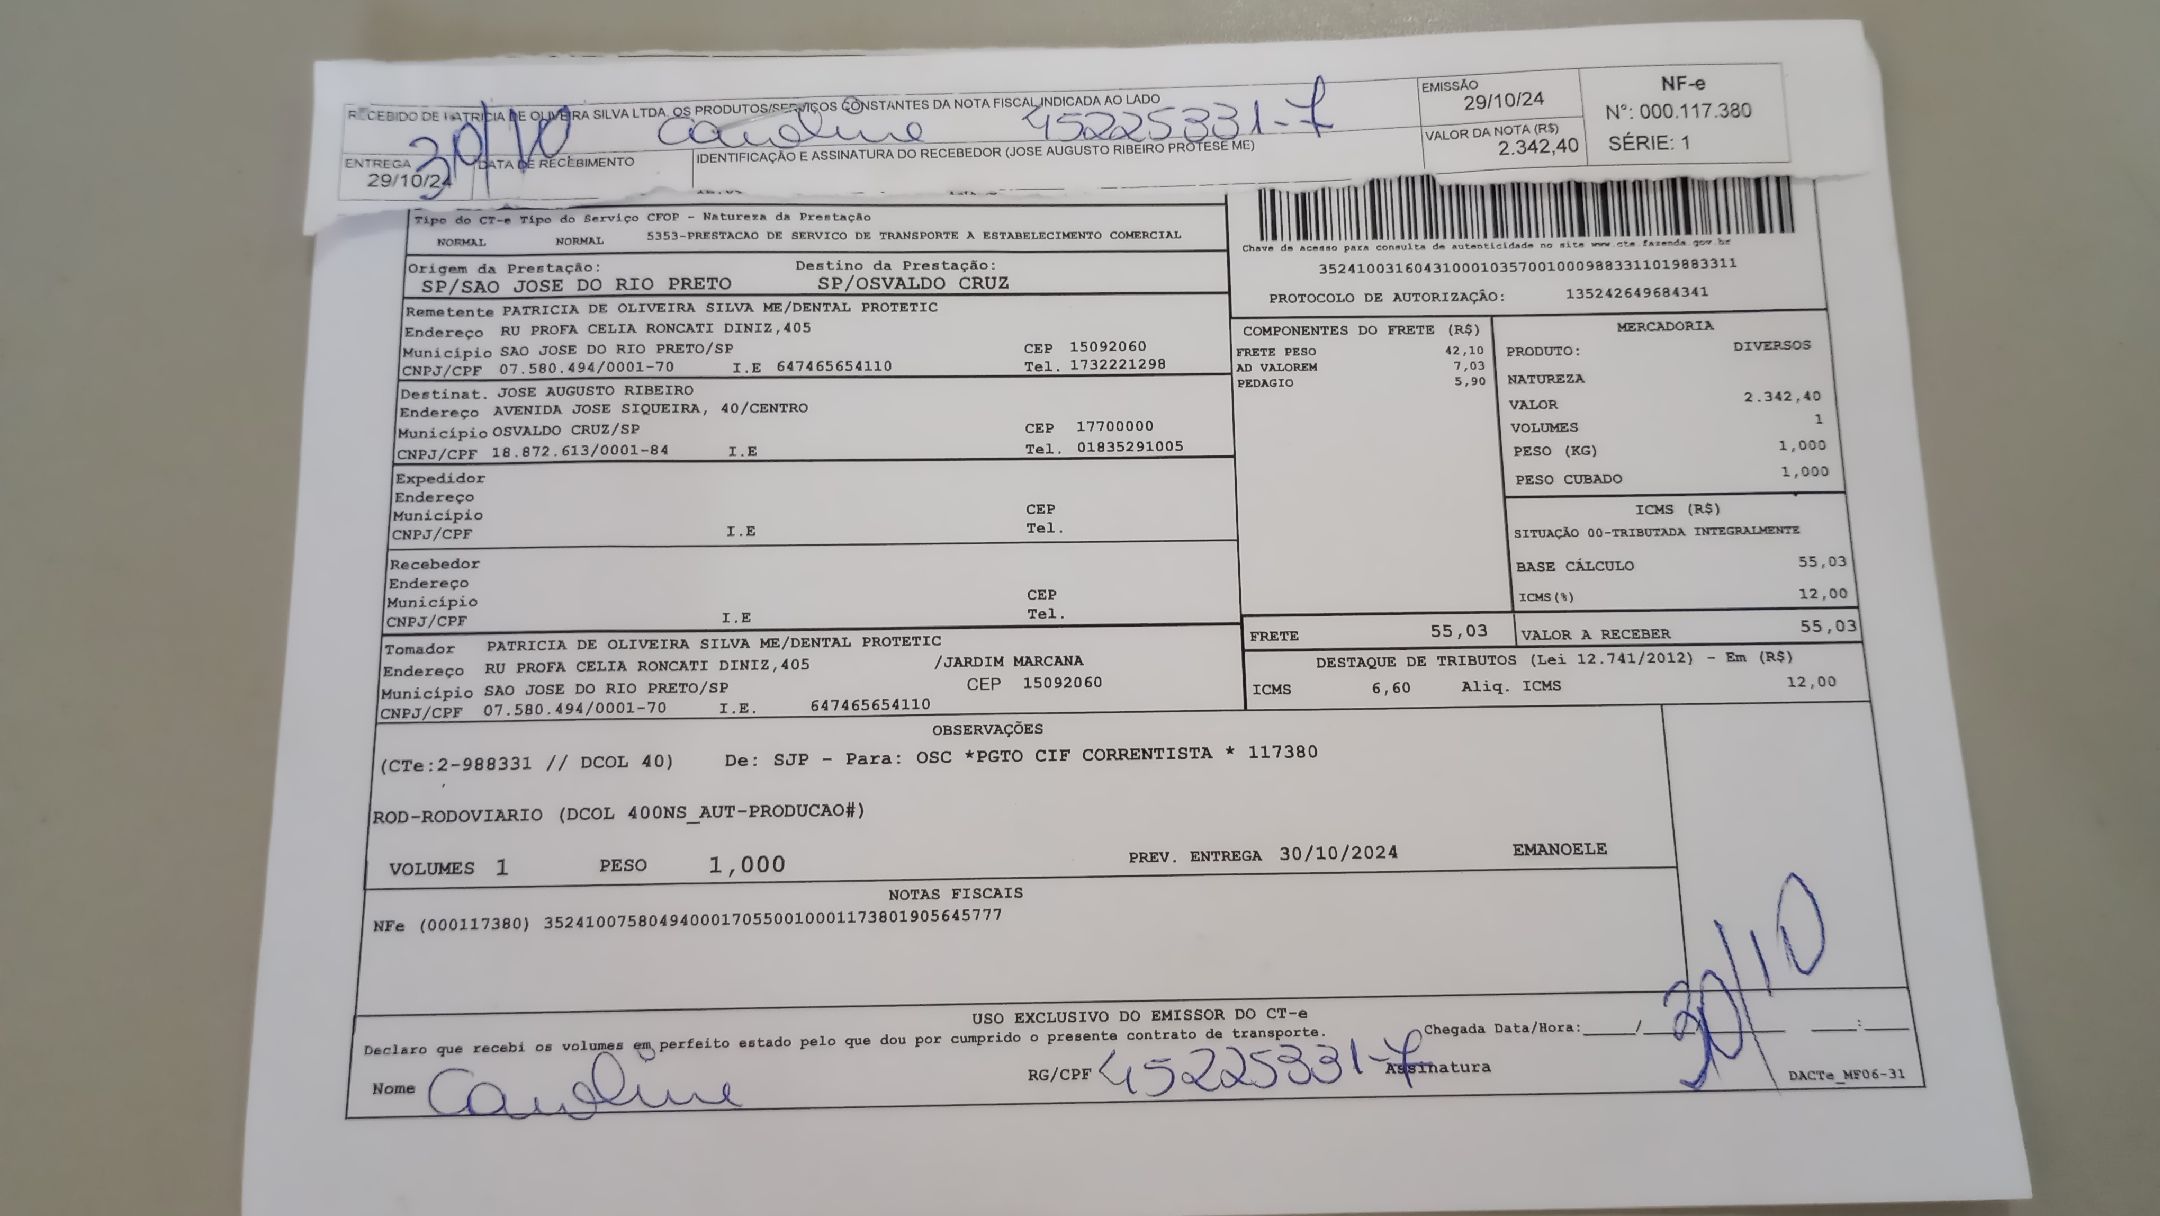 RECEBIDO DE PATRICIA DE OLIVEIRA SILVA LTDA, OS PRODUTOS/SERVIÇOS CONSTANTES DA NOTA FISCAL INDICADA AO LADO
30/10 Caroline 45225331-7
ENTREGA
29/10/24
DATA DE RECEBIMENTO
IDENTIFICAÇÃO E ASSINATURA DO RECEBEDOR (JOSE AUGUSTO RIBEIRO PROTESE ME)
EMISSÃO
29/10/24
VALOR DA NOTA (R$)
2.342,40
NF-e
N°: 000.117.380
SÉRIE: 1
Tipo do CT-e Tipo do Serviço CFOP - Natureza da Prestação
NORMAL NORMAL 5353-PRESTACAO DE SERVICO DE TRANSPORTE A ESTABELECIMENTO COMERCIAL
Origem da Prestação: Destino da Prestação:
SP/SAO JOSE DO RIO PRETO SP/OSVALDO CRUZ
Chave de acesso para consulta de autenticidade no site www.cte.fazenda.gov.br
35241003160431000103570010009883311019883311
PROTOCOLO DE AUTORIZAÇÃO: 135242649684341
Remetente PATRICIA DE OLIVEIRA SILVA ME/DENTAL PROTETIC
Endereço RU PROFA CELIA RONCATI DINIZ,405
Município SAO JOSE DO RIO PRETO/SP CEP 15092060
CNPJ/CPF 07.580.494/0001-70 I.E 647465654110 Tel. 1732221298
Destinat. JOSE AUGUSTO RIBEIRO
Endereço AVENIDA JOSE SIQUEIRA, 40/CENTRO
Município OSVALDO CRUZ/SP CEP 17700000
CNPJ/CPF 18.872.613/0001-84 I.E Tel. 01835291005
Expedidor
Endereço
Município CEP
CNPJ/CPF I.E Tel.
Recebedor
Endereço
Município CEP
CNPJ/CPF I.E Tel.
Tomador PATRICIA DE OLIVEIRA SILVA ME/DENTAL PROTETIC
Endereço RU PROFA CELIA RONCATI DINIZ,405 /JARDIM MARCANA
Município SAO JOSE DO RIO PRETO/SP CEP 15092060
CNPJ/CPF 07.580.494/0001-70 I.E. 647465654110
COMPONENTES DO FRETE (R$)
FRETE PESO 42,10
AD VALOREM 7,03
PEDAGIO 5,90
MERCADORIA
PRODUTO: DIVERSOS
NATUREZA
VALOR 2.342,40
VOLUMES 1
PESO (KG) 1,000
PESO CUBADO 1,000
ICMS (R$)
SITUAÇÃO 00-TRIBUTADA INTEGRALMENTE
BASE CÁLCULO 55,03
ICMS(%) 12,00
FRETE 55,03 VALOR A RECEBER 55,03
DESTAQUE DE TRIBUTOS (Lei 12.741/2012) - Em (R$)
ICMS 6,60 Aliq. ICMS 12,00
OBSERVAÇÕES
(CTe:2-988331 // DCOL 40) De: SJP - Para: OSC *PGTO CIF CORRENTISTA * 117380
ROD-RODOVIARIO (DCOL 400NS_AUT-PRODUCAO#)
VOLUMES 1 PESO 1,000 PREV. ENTREGA 30/10/2024 EMANOELE
NOTAS FISCAIS
NFe (000117380) 35241007580494000170550010001173801905645777
USO EXCLUSIVO DO EMISSOR DO CT-e
Declaro que recebi os volumes em perfeito estado pelo que dou por cumprido o presente contrato de transporte. Chegada Data/Hora:_____/ 30/10 ____:____
Nome Caroline RG/CPF 45225331-7 Assinatura DACTe_MF06-31